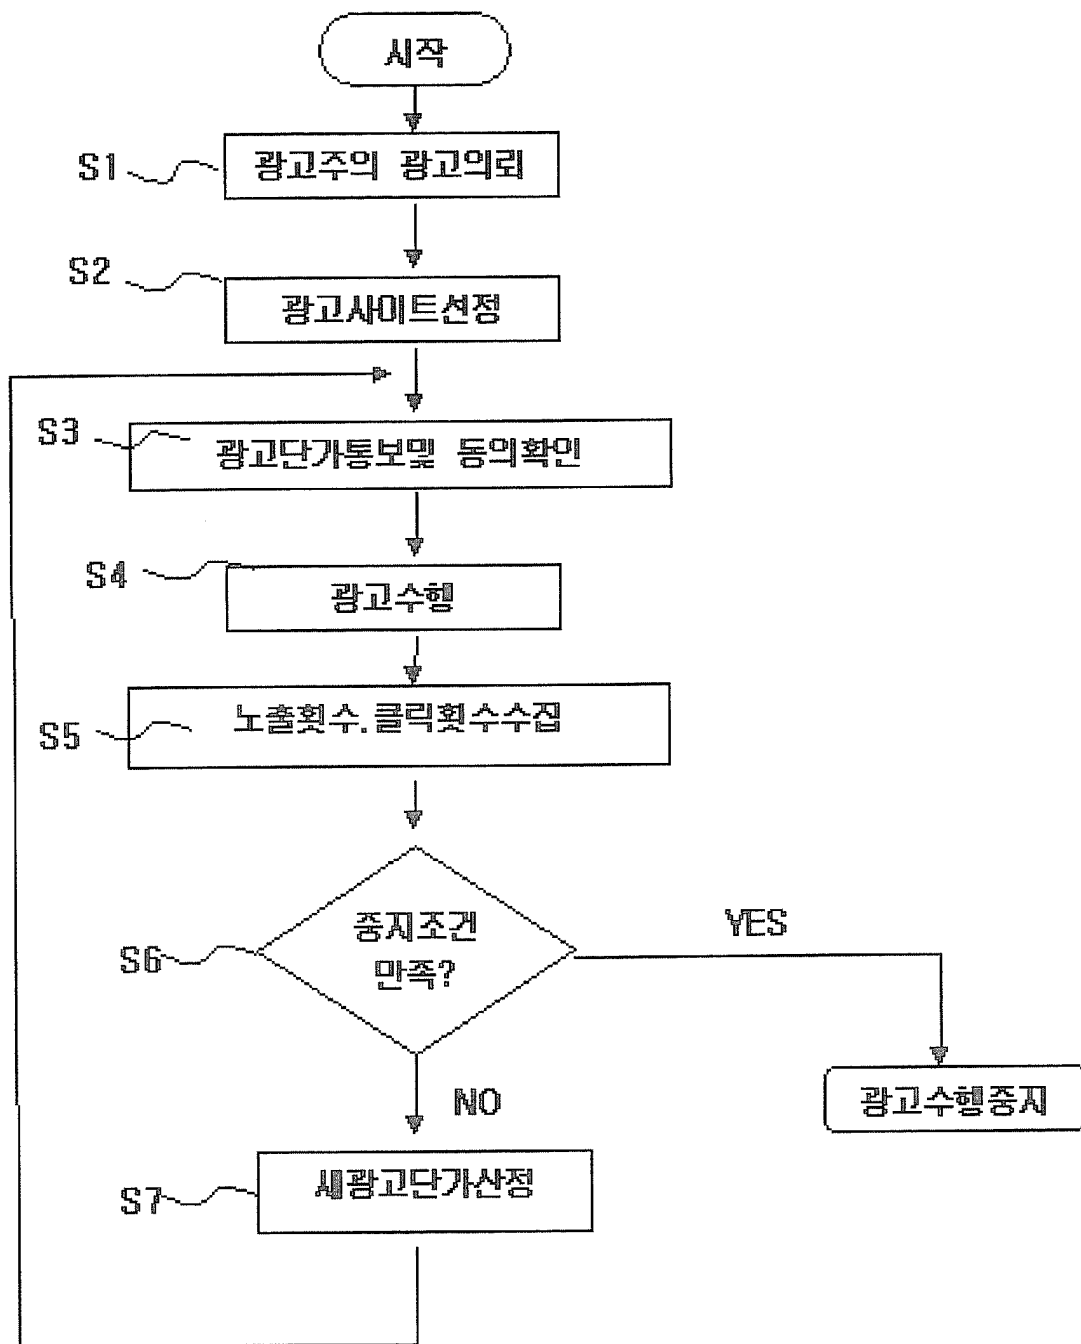 시작
S1
광고주의 광고의뢰
S2
광고사이트선정
S3
광고단가통보및 동의확인
S4
광고수행
S5
노출횟수.클릭횟수수집
S6
중지조건
만족?
YES
NO
광고수행중지
S7
새광고단가산정